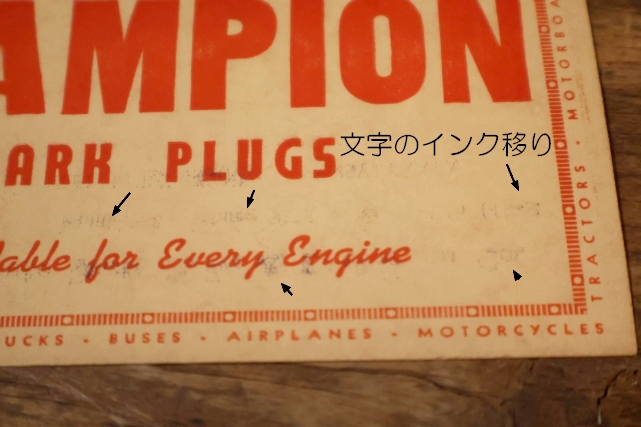 AMPION
ARK PLUGS
文字のインク移り
able for Every Engine
UCKS - BUSES - AIRPLANES - MOTORCYCLES
TRACTORS · MOTORBOA